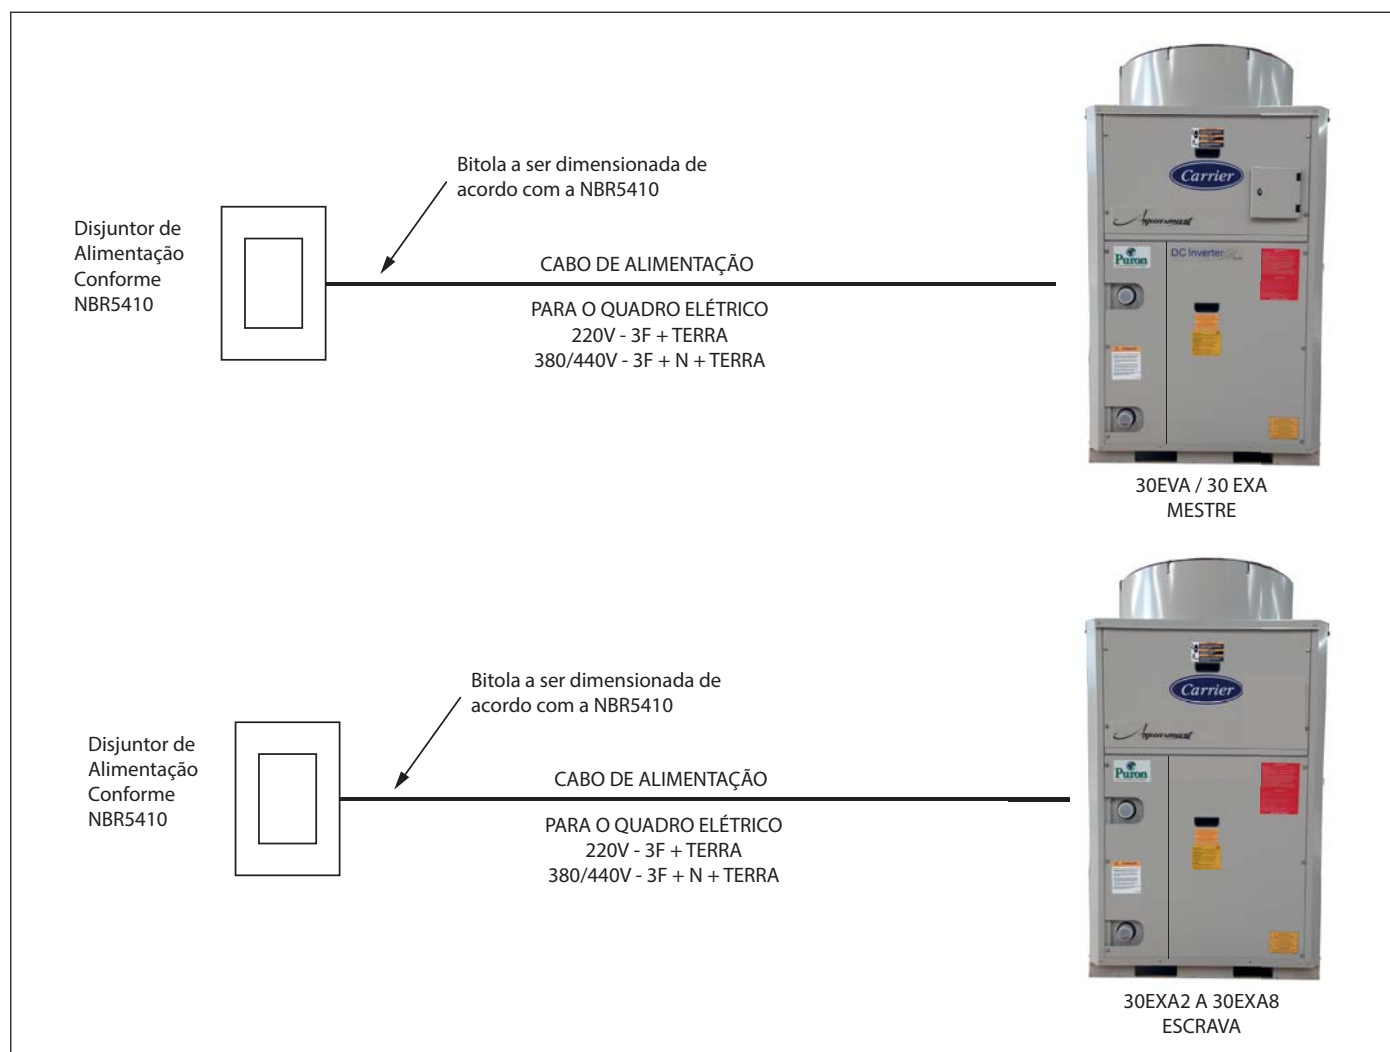 Bitola a ser dimensionada de
acordo com a NBR5410
Disjuntor de
Alimentação
Conforme
NBR5410
CABO DE ALIMENTAÇÃO
PARA O QUADRO ELÉTRICO
220V - 3F + TERRA
380/440V - 3F + N + TERRA
Carrier
Aquasmart
Puron
DC Inverter
30EVA / 30 EXA
MESTRE
Bitola a ser dimensionada de
acordo com a NBR5410
Disjuntor de
Alimentação
Conforme
NBR5410
CABO DE ALIMENTAÇÃO
PARA O QUADRO ELÉTRICO
220V - 3F + TERRA
380/440V - 3F + N + TERRA
Carrier
Aquasmart
Puron
30EXA2 A 30EXA8
ESCRAVA